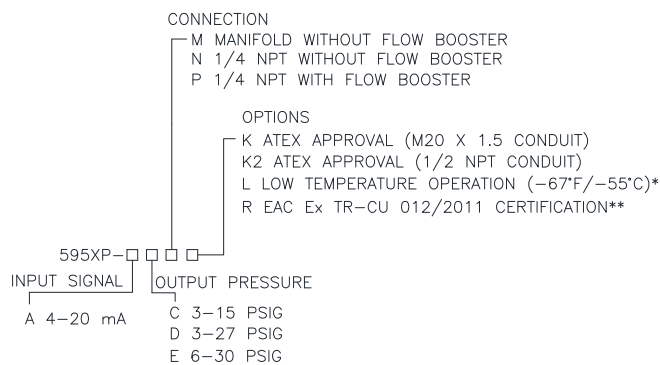 CONNECTION
M MANIFOLD WITHOUT FLOW BOOSTER
N 1/4 NPT WITHOUT FLOW BOOSTER
P 1/4 NPT WITH FLOW BOOSTER
OPTIONS
K ATEX APPROVAL (M20 X 1.5 CONDUIT)
K2 ATEX APPROVAL (1/2 NPT CONDUIT)
L LOW TEMPERATURE OPERATION (−67°F/−55°C)*
R EAC Ex TR−CU 012/2011 CERTIFICATION**
595XP−□ □ □ □
INPUT SIGNAL
OUTPUT PRESSURE
A 4−20 mA
C 3−15 PSIG
D 3−27 PSIG
E 6−30 PSIG